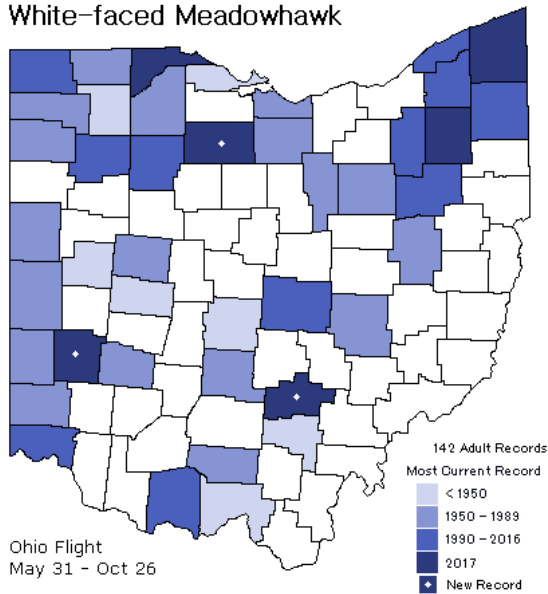 White-faced Meadowhawk
142 Adult Records
Most Current Record
< 1950
1950 - 1989
1990 - 2016
2017
New Record
Ohio Flight
May 31 - Oct 26